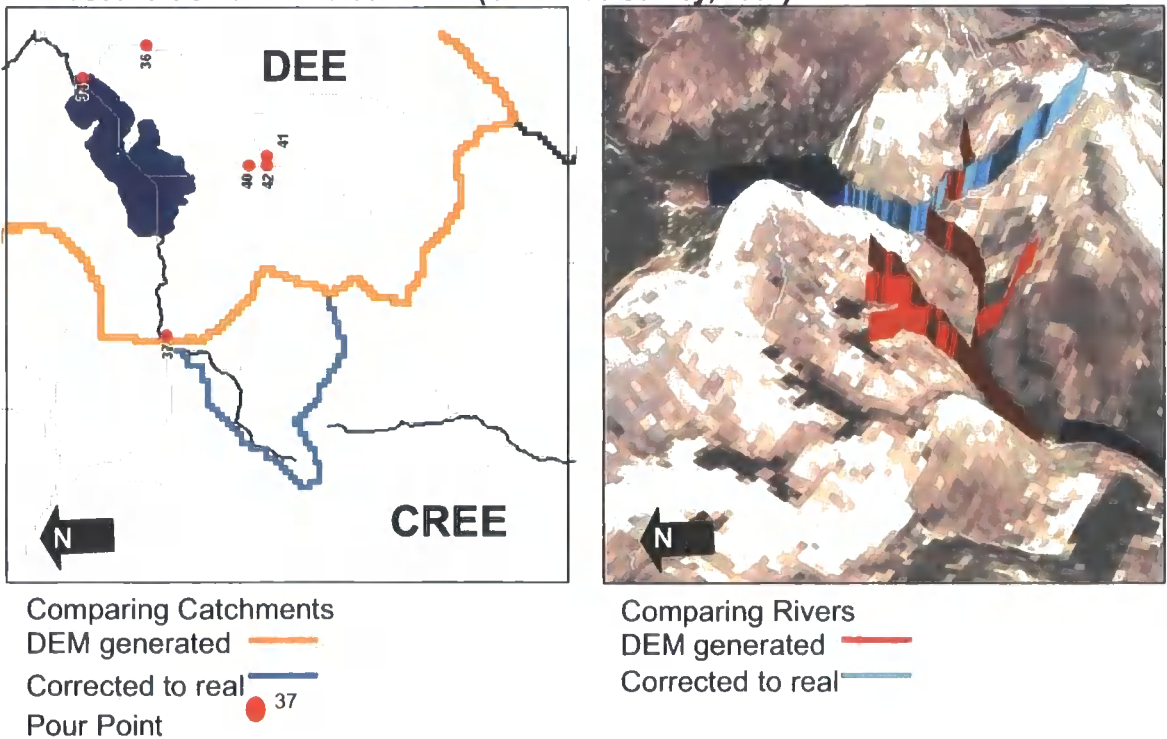 DEE
36
41
40
42
37
CREE
N
N
Comparing Catchments
DEM generated
Corrected to real
37
Pour Point
Comparing Rivers
DEM generated
Corrected to real